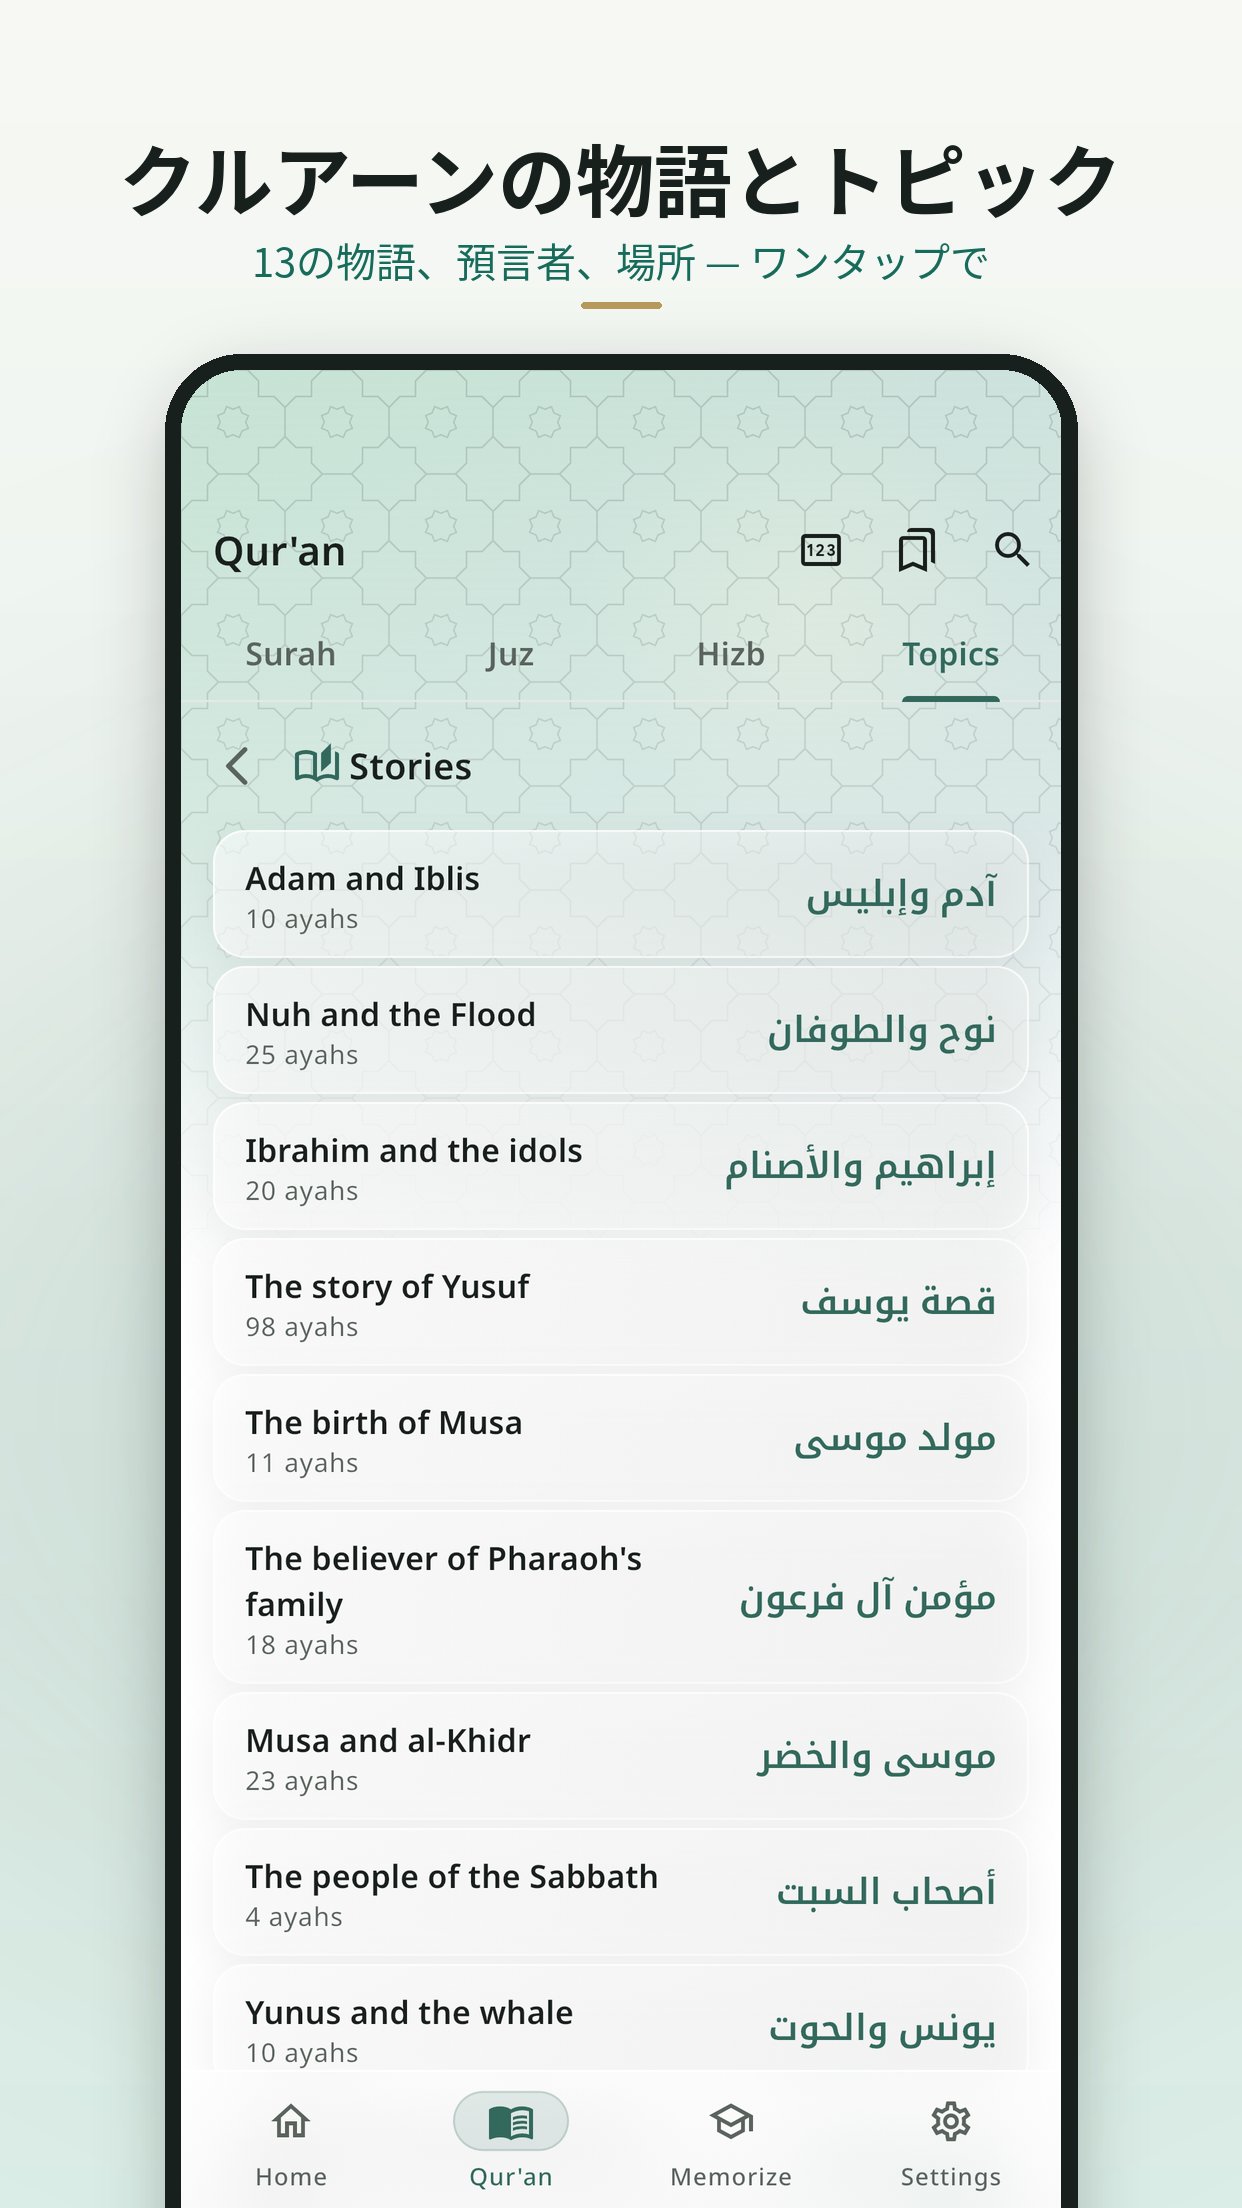 クルアーンの物語とトピック
13の物語、預言者、場所 — ワンタップで
Qur'an
123
Surah
Juz
Hizb
Topics
Stories
Adam and Iblis
10 ayahs
آدم وإبليس
Nuh and the Flood
25 ayahs
نوح والطوفان
Ibrahim and the idols
20 ayahs
إبراهيم والأصنام
The story of Yusuf
98 ayahs
قصة يوسف
The birth of Musa
11 ayahs
مولد موسى
The believer of Pharaoh's
family
18 ayahs
مؤمن آل فرعون
Musa and al-Khidr
23 ayahs
موسى والخضر
The people of the Sabbath
4 ayahs
أصحاب السبت
Yunus and the whale
10 ayahs
يونس والحوت
Home
Qur'an
Memorize
Settings